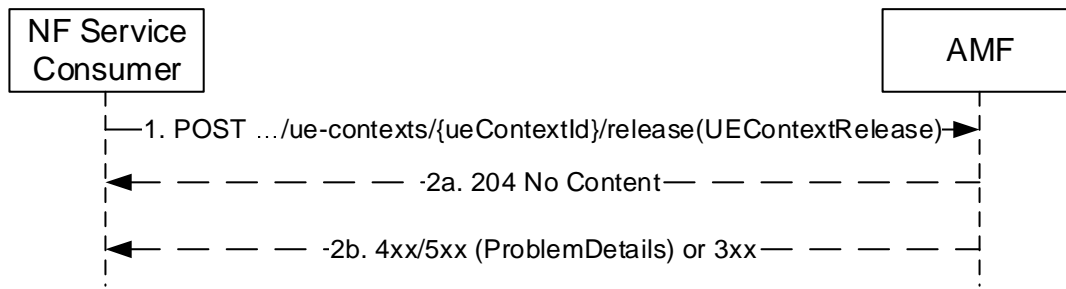 NF Service
Consumer
AMF
1. POST …/ue-contexts/{ueContextId}/release(UEContextRelease)
2a. 204 No Content
2b. 4xx/5xx (ProblemDetails) or 3xx